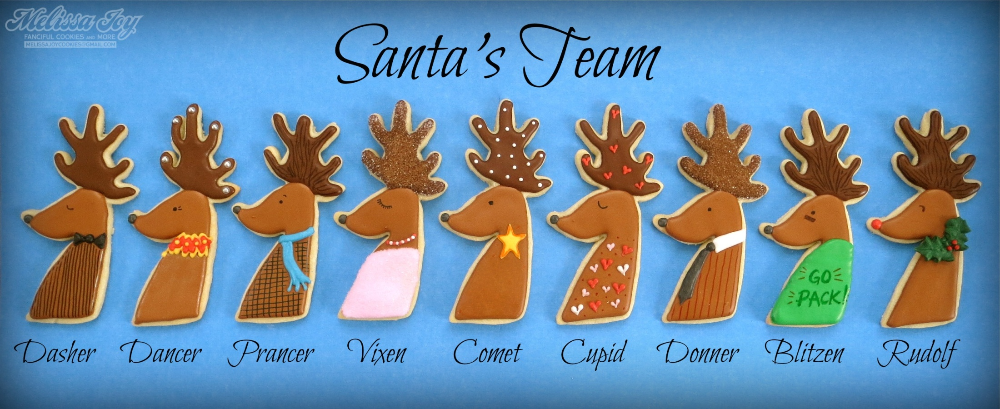 Melissa Joy
FANCIFUL COOKIES AND MORE
MELISSAJOYCOOKIES@GMAIL.COM
Santa's Team
GO
PACK!
Dasher Dancer Prancer Vixen Comet Cupid Donner Blitzen Rudolf